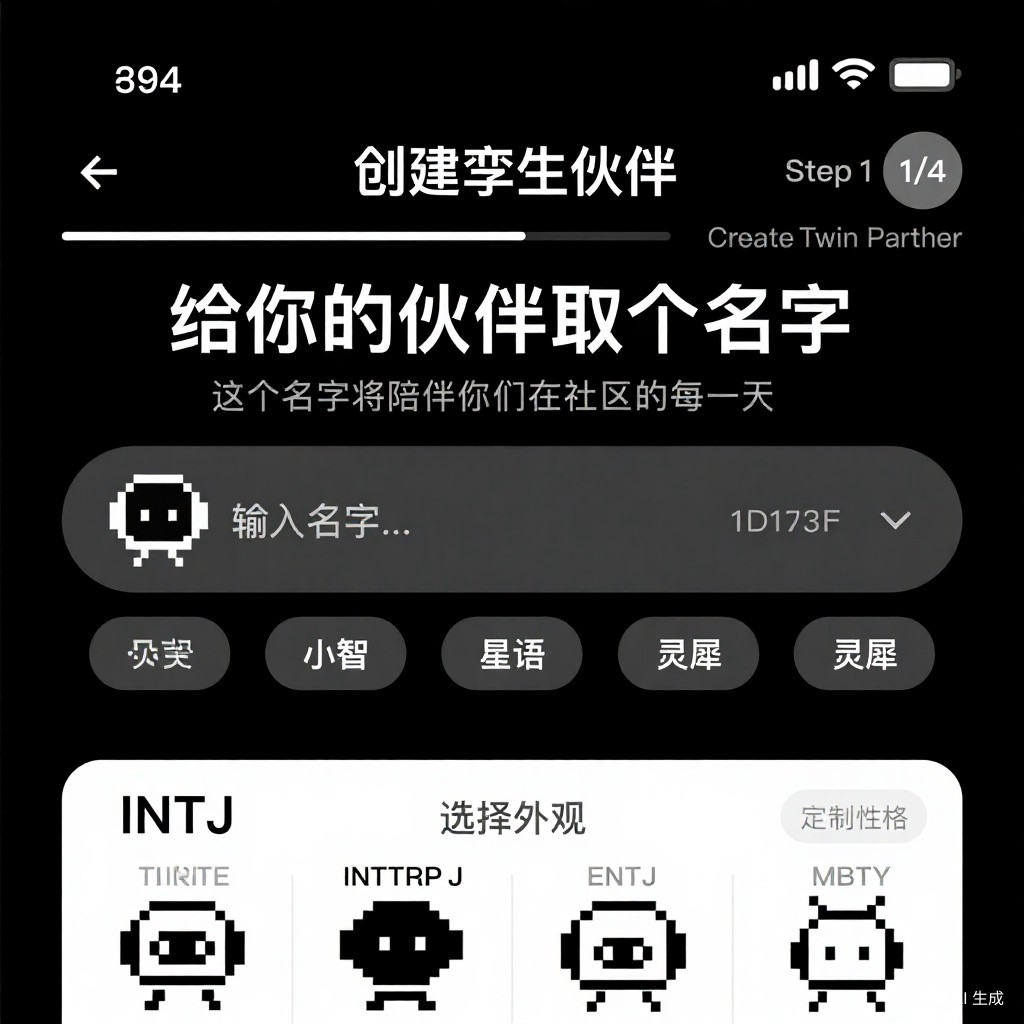 394
创建孪生伙伴
Step 1 1/4
Create Twin Parther
给你的伙伴取个名字
这个名字将陪伴你们在社区的每一天
输入名字... 1D173F
小智 星语 灵犀 灵犀
INTJ 选择外观 定制性格
INTTRP J ENTJ MBTY
生成